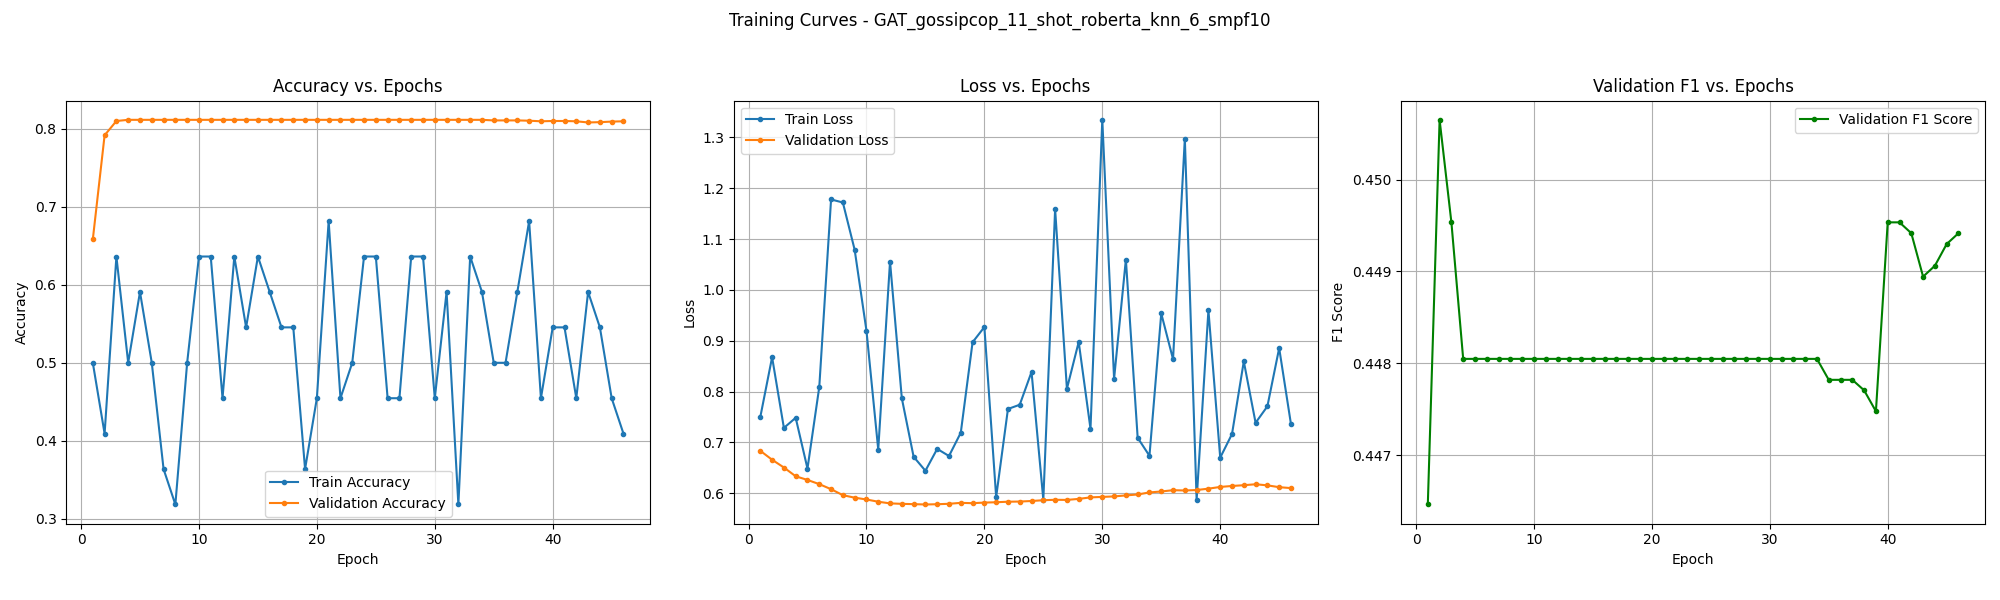 Training Curves - GAT_gossipcop_11_shot_roberta_knn_6_smpf10
Accuracy vs. Epochs
Accuracy
0.8
0.7
0.6
0.5
0.4
0.3
Train Accuracy
Validation Accuracy
0 10 20 30 40
Epoch
Loss vs. Epochs
Loss
Train Loss
Validation Loss
1.3
1.2
1.1
1.0
0.9
0.8
0.7
0.6
0 10 20 30 40
Epoch
Validation F1 vs. Epochs
F1 Score
Validation F1 Score
0.450
0.449
0.448
0.447
0 10 20 30 40
Epoch